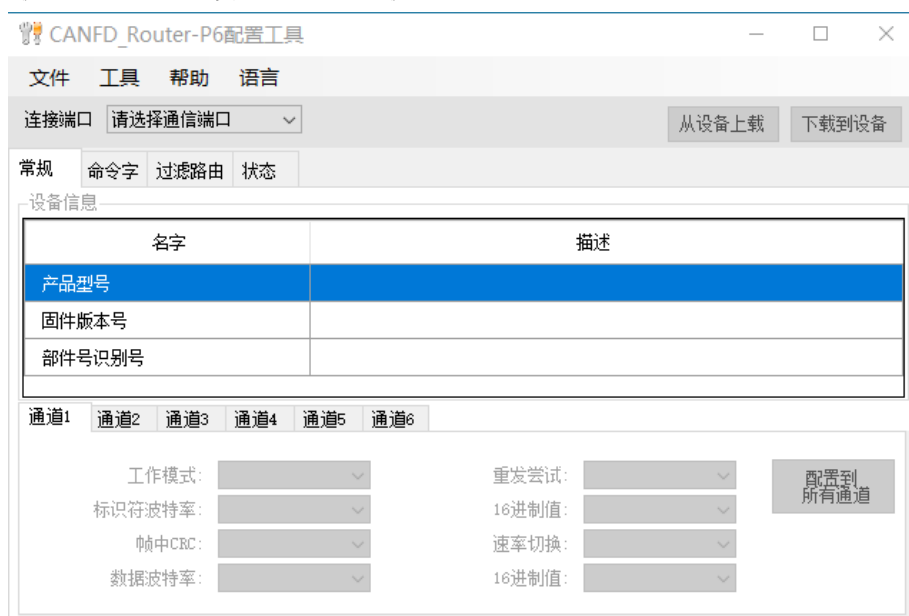 CANFD_Router-P6配置工具
文件 工具 帮助 语言
连接端口 请选择通信端口 从设备上载 下载到设备
常规 命令字 过滤路由 状态
设备信息
名字 描述
产品型号
固件版本号
部件号识别号
通道1 通道2 通道3 通道4 通道5 通道6
工作模式: 重发尝试: 配置到
所有通道
标识符波特率: 16进制值:
帧中CRC: 速率切换:
数据波特率: 16进制值: